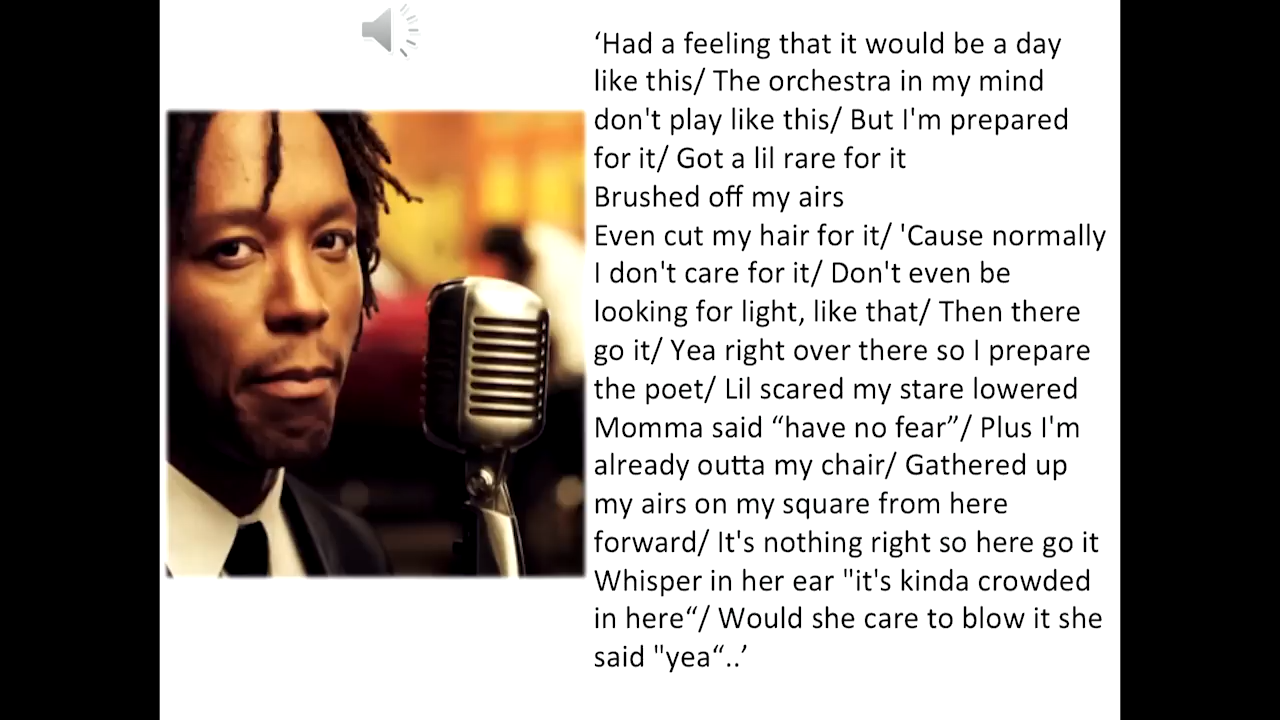 ‘Had a feeling that it would be a day
like this/ The orchestra in my mind
don't play like this/ But I'm prepared
for it/ Got a lil rare for it
Brushed off my airs
Even cut my hair for it/ 'Cause normally
I don't care for it/ Don't even be
looking for light, like that/ Then there
go it/ Yea right over there so I prepare
the poet/ Lil scared my stare lowered
Momma said “have no fear”/ Plus I'm
already outta my chair/ Gathered up
my airs on my square from here
forward/ It's nothing right so here go it
Whisper in her ear "it's kinda crowded
in here“/ Would she care to blow it she
said "yea“..’